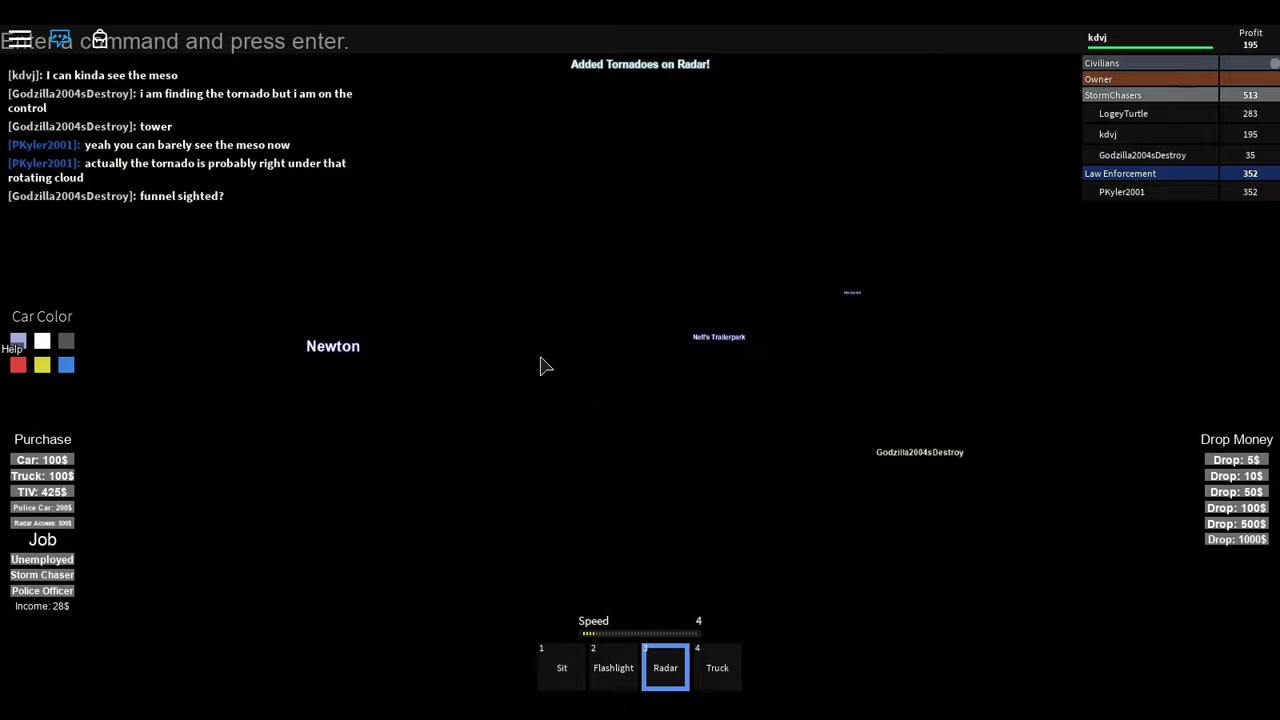 Enter a command and press enter.
kdvj
Profit
195
Added Tornadoes on Radar!
[kdvj]: I can kinda see the meso
[Godzilla2004sDestroy]: i am finding the tornado but i am on the
control
[Godzilla2004sDestroy]: tower
[PKyler2001]: yeah you can barely see the meso now
[PKyler2001]: actually the tornado is probably right under that
rotating cloud
[Godzilla2004sDestroy]: funnel sighted?
Civilians
Owner
StormChasers 513
LogeyTurtle 283
kdvj 195
Godzilla2004sDestroy 35
Law Enforcement 352
PKyler2001 352
Car Color
Help
Newton
Nell's Trailerpark
Godzilla2004sDestroy
Purchase
Car: 100$
Truck: 100$
TIV: 425$
Police Car: 200$
Radar Access: 500$
Job
Unemployed
Storm Chaser
Police Officer
Income: 28$
Drop Money
Drop: 5$
Drop: 10$
Drop: 50$
Drop: 100$
Drop: 500$
Drop: 1000$
Speed 4
1 Sit
2 Flashlight
3 Radar
4 Truck